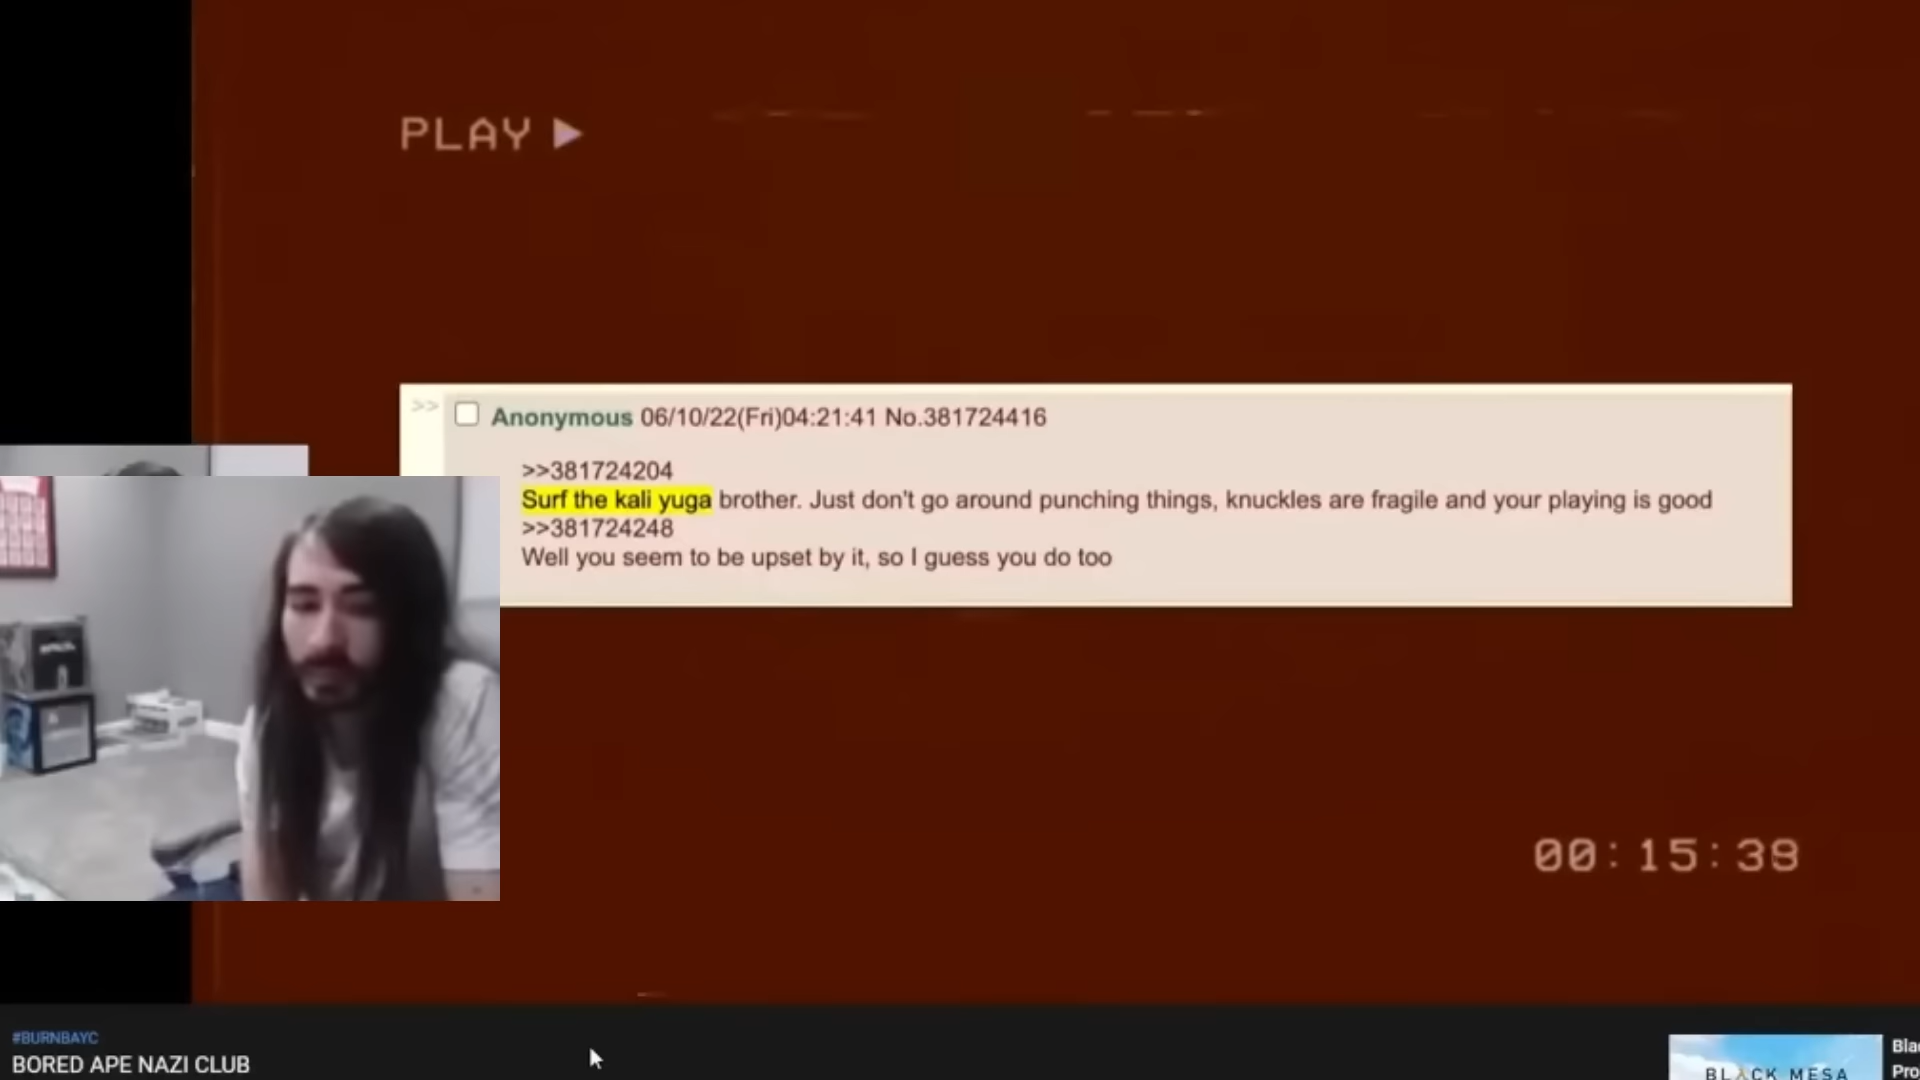 PLAY ▶
>> Anonymous 06/10/22(Fri)04:21:41 No.381724416
>>381724204
Surf the kali yuga brother. Just don't go around punching things, knuckles are fragile and your playing is good
>>381724248
Well you seem to be upset by it, so I guess you do too
00:15:39
#BURNBAYC
BORED APE NAZI CLUB
BLACK MESA